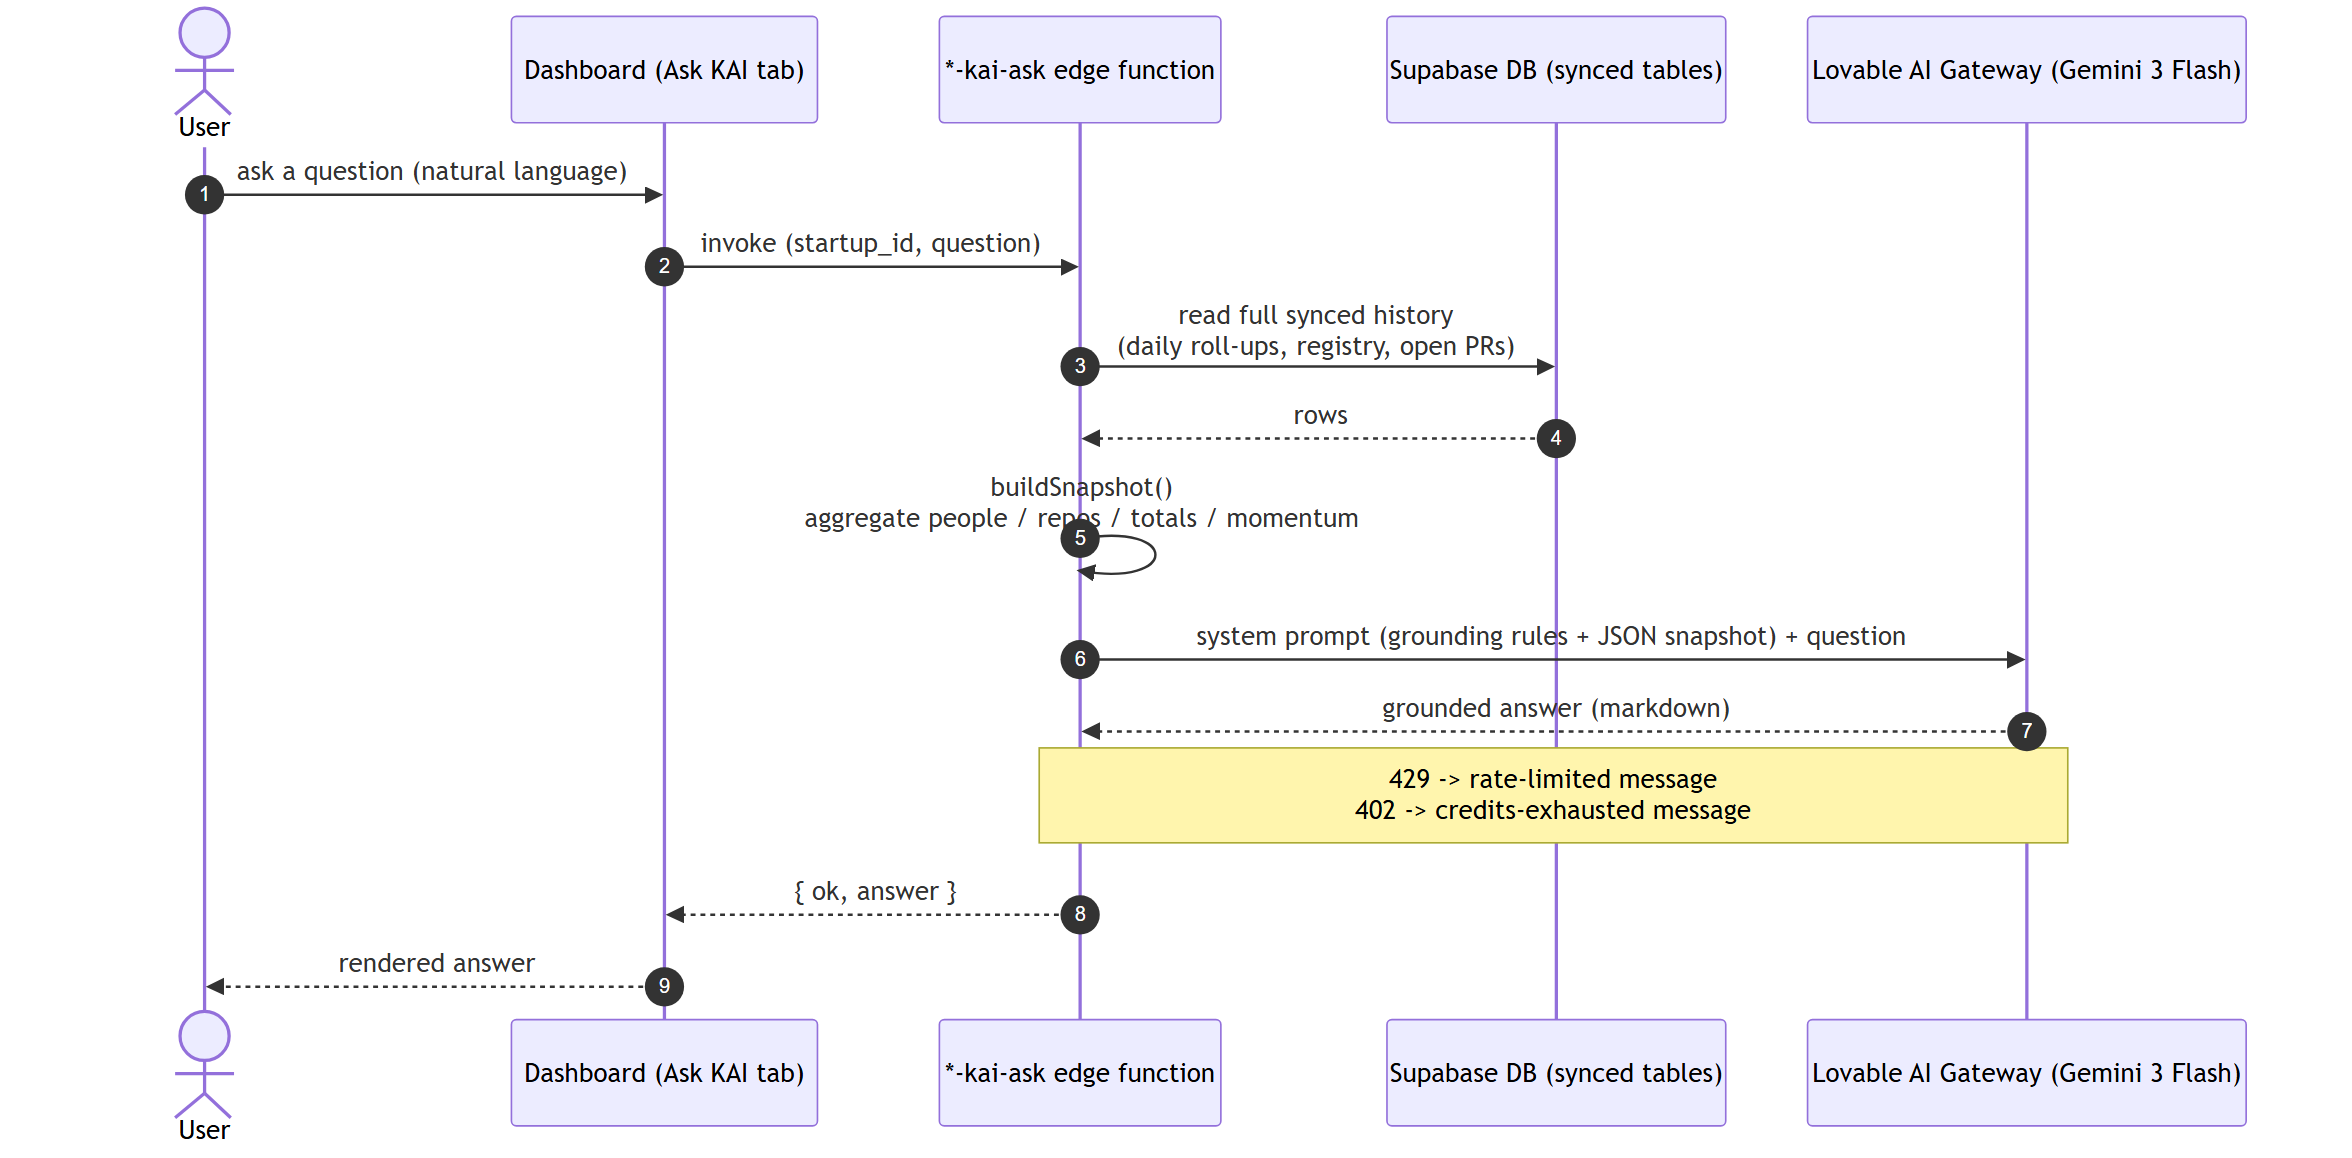 User
Dashboard (Ask KAI tab)
*-kai-ask edge function
Supabase DB (synced tables)
Lovable AI Gateway (Gemini 3 Flash)
ask a question (natural language)
1
invoke (startup_id, question)
2
read full synced history
(daily roll-ups, registry, open PRs)
3
rows
4
buildSnapshot()
aggregate people / repos / totals / momentum
5
system prompt (grounding rules + JSON snapshot) + question
6
grounded answer (markdown)
7
429 -> rate-limited message
402 -> credits-exhausted message
{ ok, answer }
8
rendered answer
9
User
Dashboard (Ask KAI tab)
*-kai-ask edge function
Supabase DB (synced tables)
Lovable AI Gateway (Gemini 3 Flash)